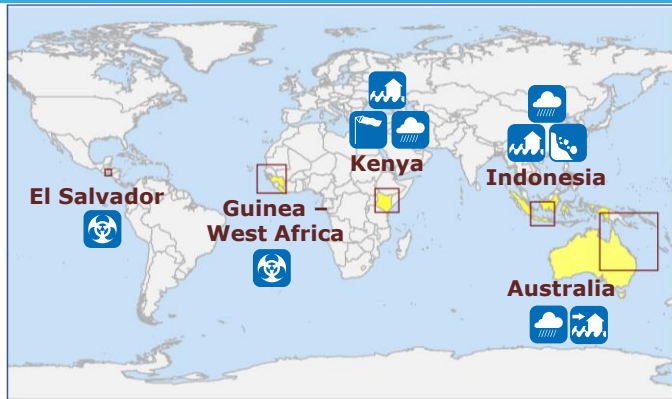 Kenya
Indonesia
El Salvador
Guinea –
West Africa
Australia